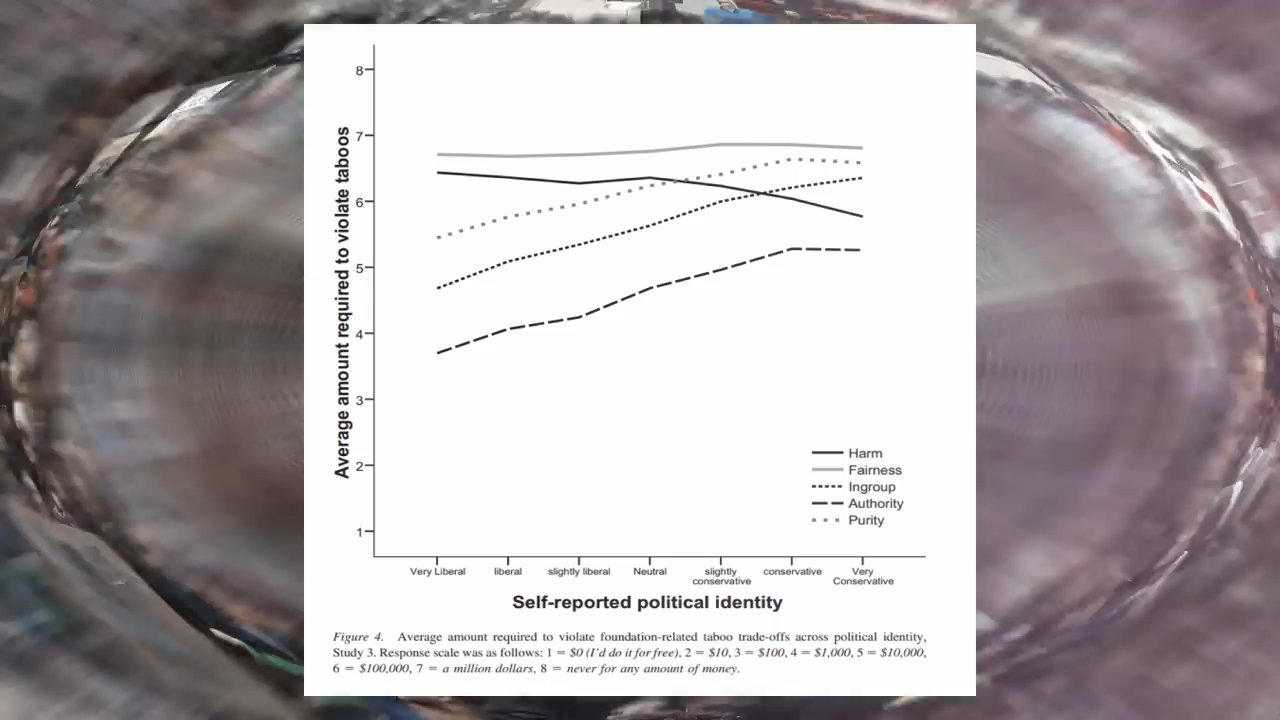 8
7
6
5
4
3
2
1
Average amount required to violate taboos
Harm
Fairness
Ingroup
Authority
Purity
Very Liberal liberal slightly liberal Neutral slightly conservative conservative Very Conservative
Self-reported political identity
Figure 4. Average amount required to violate foundation-related taboo trade-offs across political identity,
Study 3. Response scale was as follows: 1 = $0 (I'd do it for free), 2 = $10, 3 = $100, 4 = $1,000, 5 = $10,000,
6 = $100,000, 7 = a million dollars, 8 = never for any amount of money.